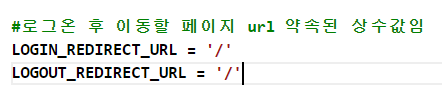 #로그온 후 이동할 페이지 url 약속된 상수값임
LOGIN_REDIRECT_URL = '/'
LOGOUT_REDIRECT_URL = '/'